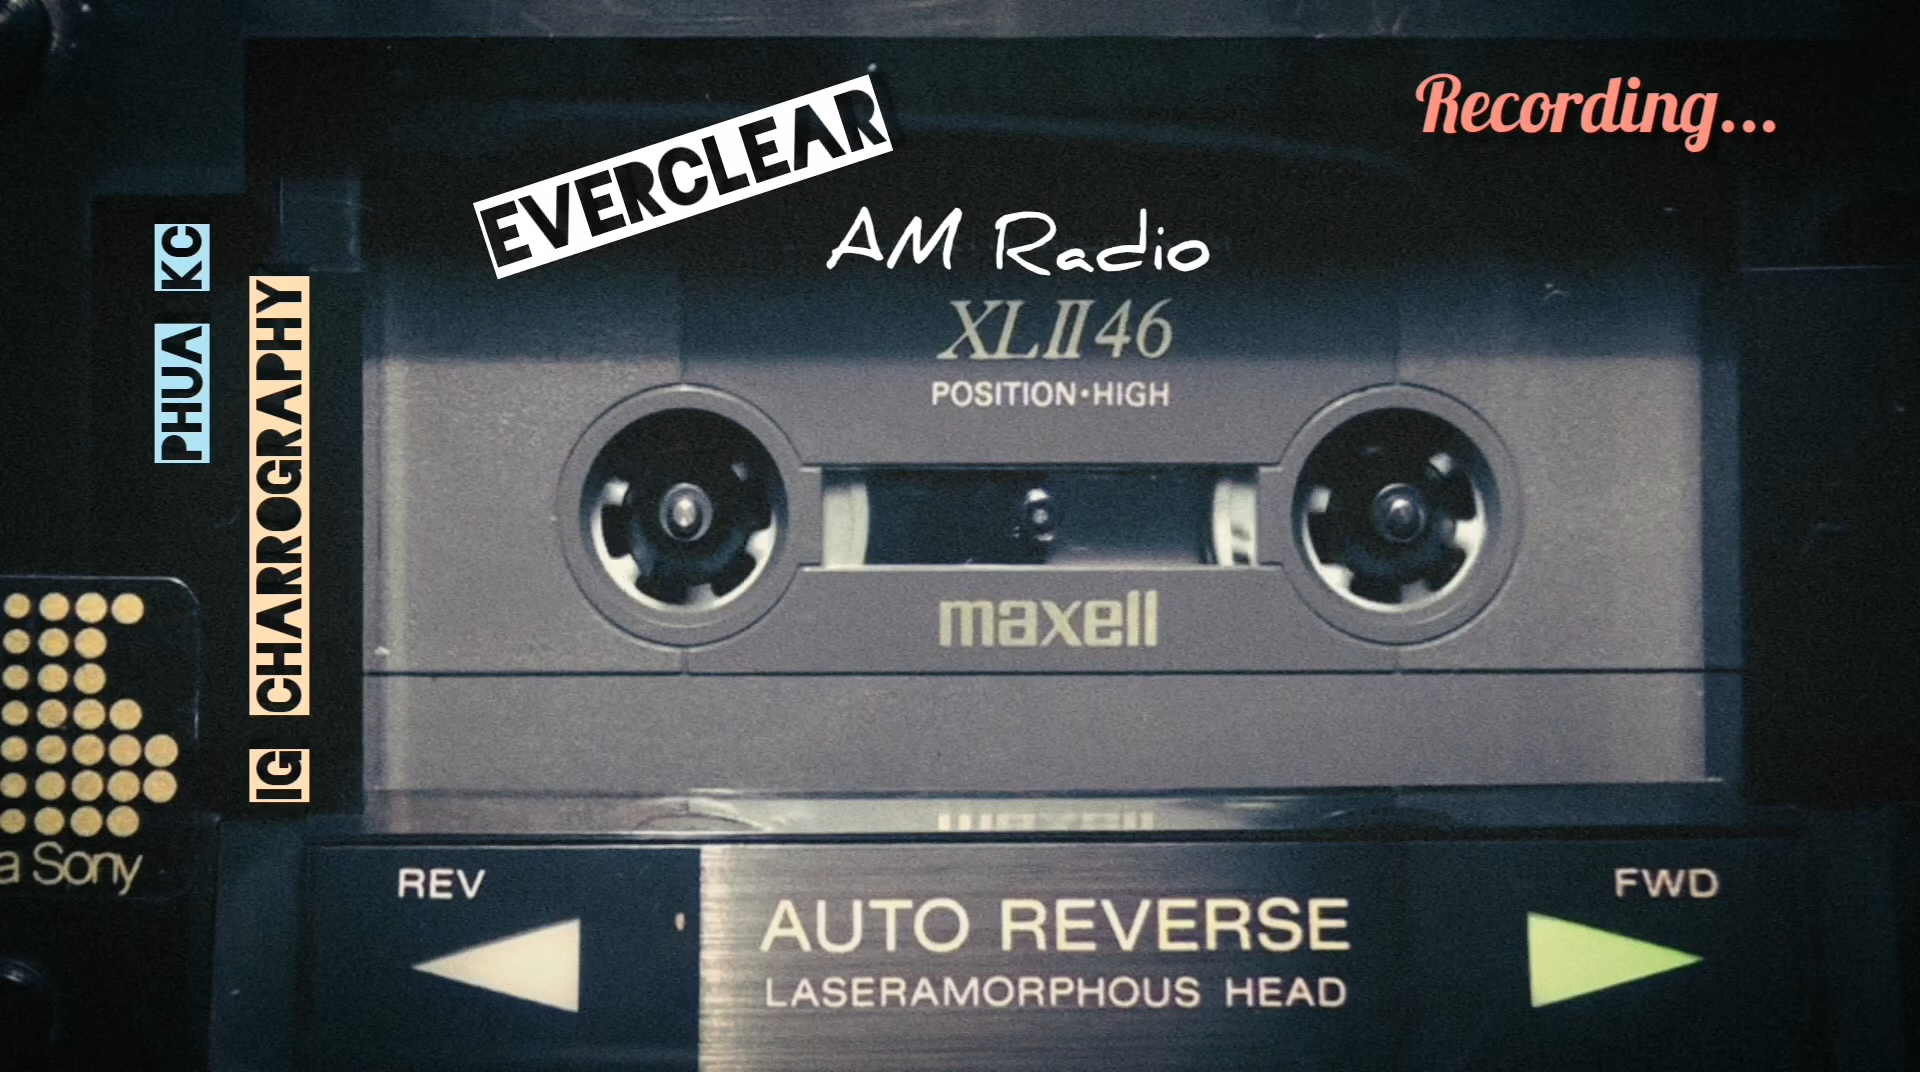 Recording...
EVERCLEAR
AM Radio
PHUA KC
IG CHARROGRAPHY
XLII46
POSITION·HIGH
maxell
a Sony
REV
FWD
AUTO REVERSE
LASERAMORPHOUS HEAD